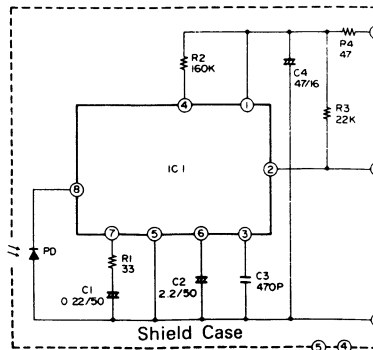 R2
160K
C4
47/16
R4
47
R3
22K
4
1
IC 1
2
8
7
5
6
3
PD
R1
33
C1
0.22/50
C2
2.2/50
C3
470P
Shield Case
5
4